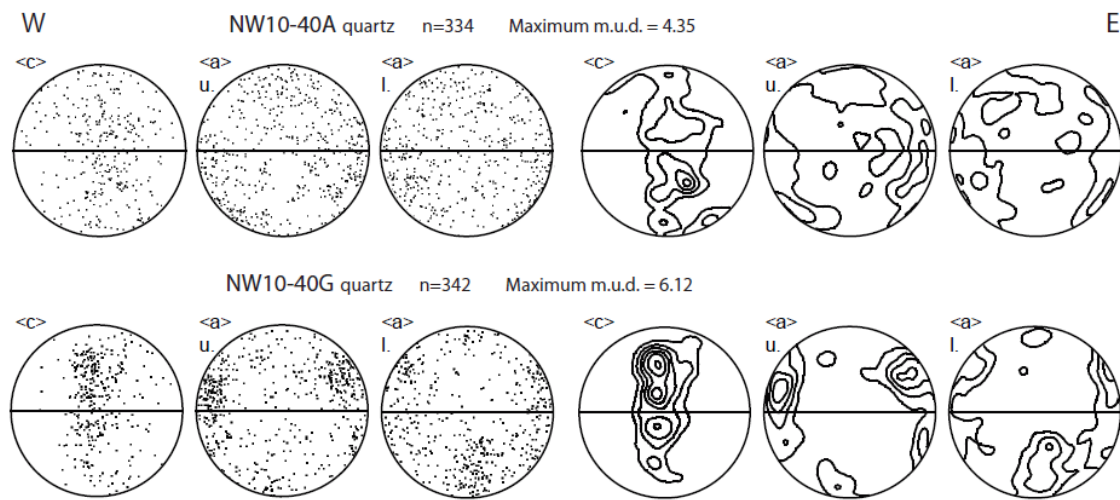 W NW10-40A quartz n=334 Maximum m.u.d. = 4.35 E
<c> <a> <a> <c> <a> <a>
u. l. u. l.
NW10-40G quartz n=342 Maximum m.u.d. = 6.12
<c> <a> <a> <c> <a> <a>
u. l. u. l.